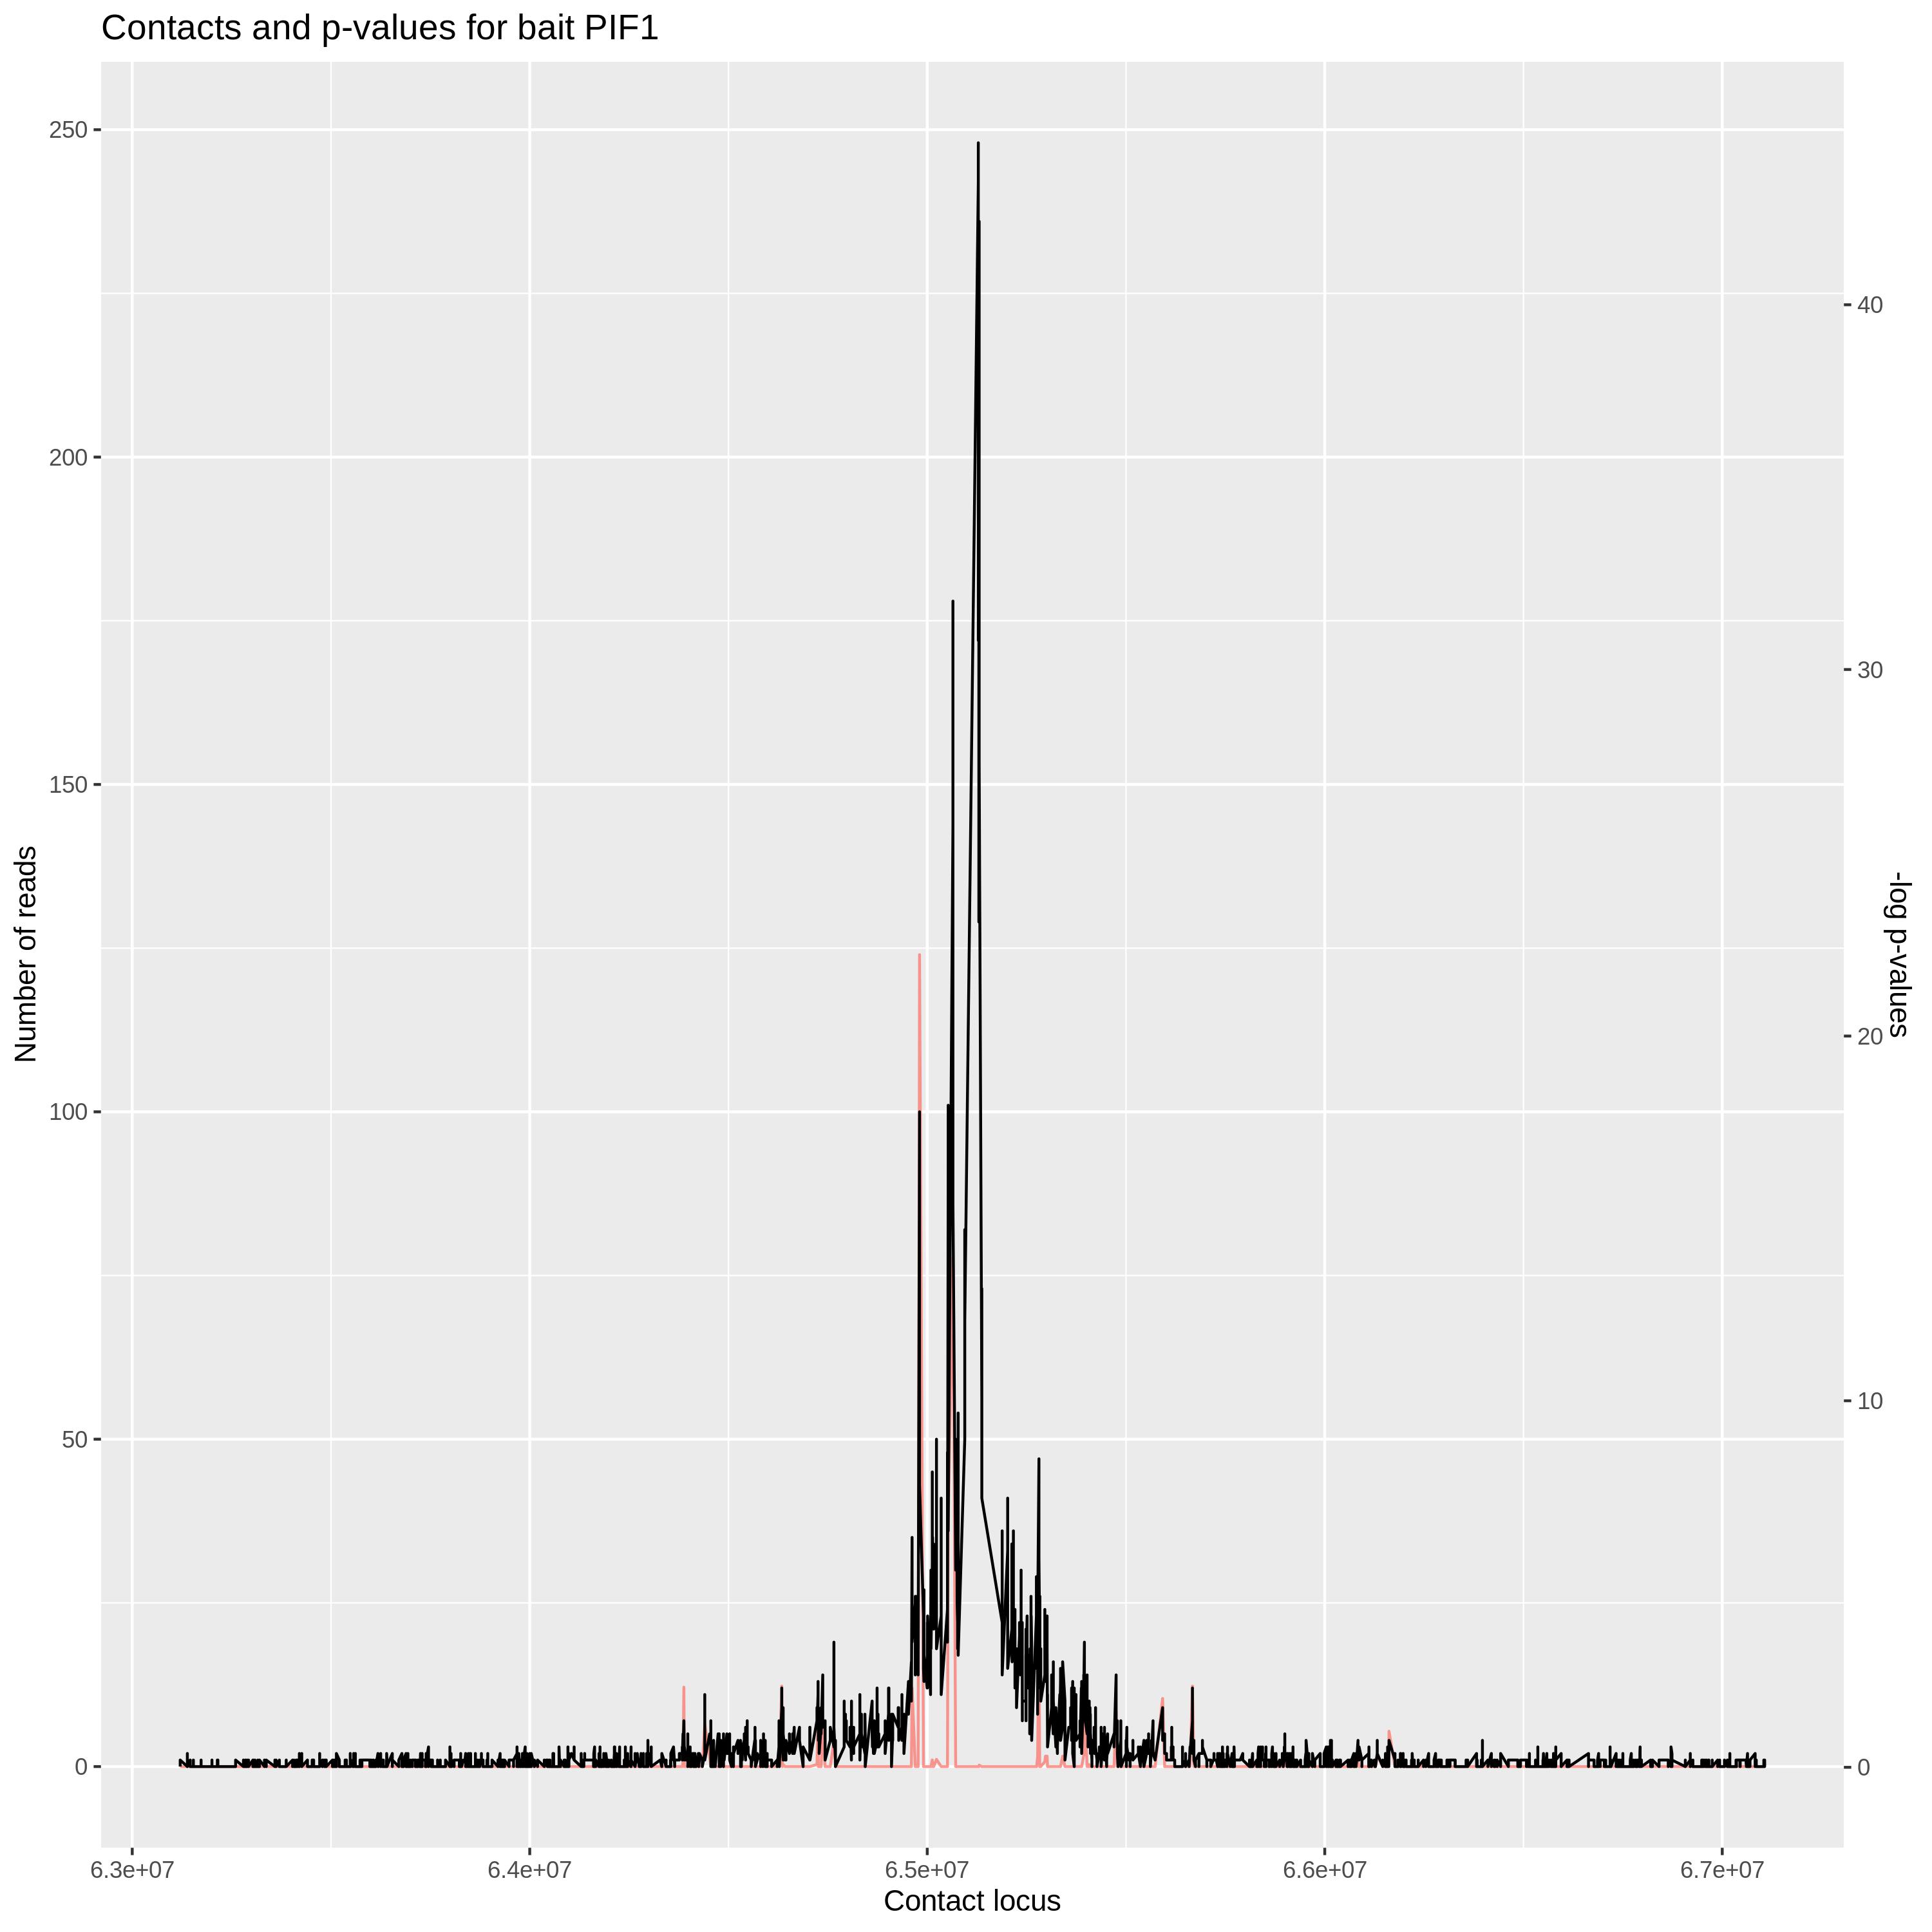 Contacts and p-values for bait PIF1
250
200
150
100
50
0
Number of reads
40
30
20
10
0
-log p-values
6.3e+07
6.4e+07
6.5e+07
6.6e+07
6.7e+07
Contact locus